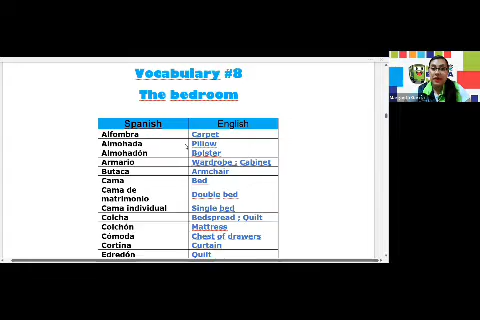 Vocabulary #8
The bedroom
Spanish English
Alfombra Carpet
Almohada Pillow
Almohadón Bolster
Armario Wardrobe ; Cabinet
Butaca Armchair
Cama Bed
Cama de matrimonio Double bed
Cama individual Single bed
Colcha Bedspread ; Quilt
Colchón Mattress
Cómoda Chest of drawers
Cortina Curtain
Edredón Quilt